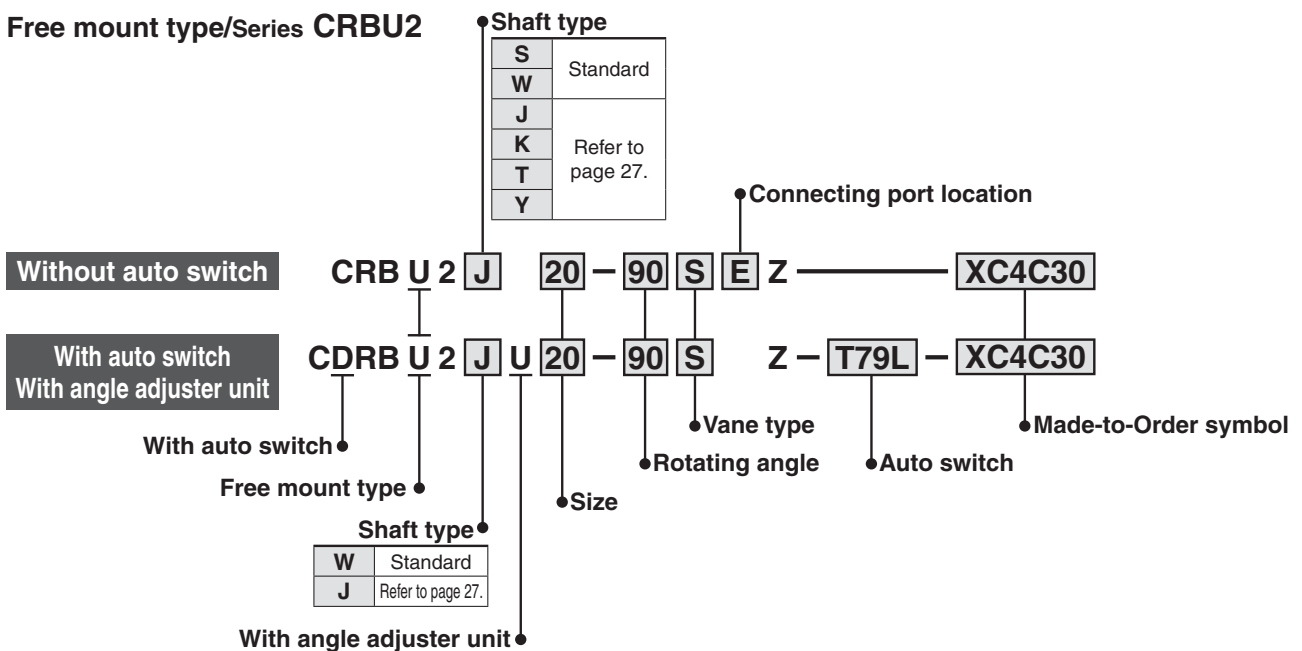 Free mount type/Series CRBU2
Shaft type
S Standard
W
J Refer to page 27.
K
T
Y
Connecting port location
Without auto switch CRB U 2 J 20 – 90 S E Z — XC4C30
With auto switch
With angle adjuster unit
CDRB U 2 J U 20 – 90 S Z – T79L – XC4C30
Vane type
Made-to-Order symbol
With auto switch
Rotating angle
Auto switch
Free mount type
Size
Shaft type
W Standard
J Refer to page 27.
With angle adjuster unit